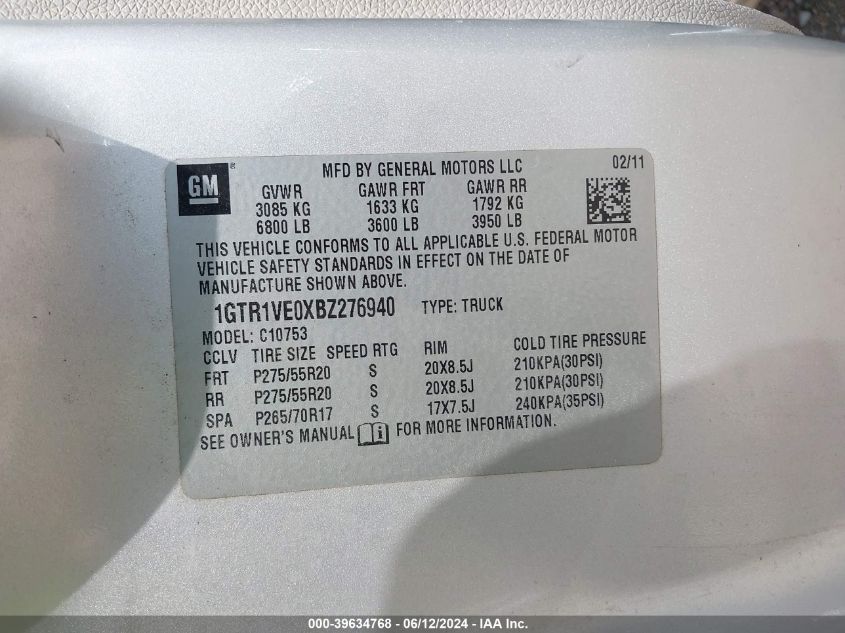 GM ®
MFD BY GENERAL MOTORS LLC 02/11
GVWR GAWR FRT GAWR RR
3085 KG 1633 KG 1792 KG
6800 LB 3600 LB 3950 LB
THIS VEHICLE CONFORMS TO ALL APPLICABLE U.S. FEDERAL MOTOR
VEHICLE SAFETY STANDARDS IN EFFECT ON THE DATE OF
MANUFACTURE SHOWN ABOVE.
1GTR1VE0XBZ276940 TYPE: TRUCK
MODEL: C10753
CCLV TIRE SIZE SPEED RTG RIM COLD TIRE PRESSURE
FRT P275/55R20 S 20X8.5J 210KPA(30PSI)
RR P275/55R20 S 20X8.5J 210KPA(30PSI)
SPA P265/70R17 S 17X7.5J 240KPA(35PSI)
SEE OWNER'S MANUAL FOR MORE INFORMATION.
000-39634768 - 06/12/2024 - IAA Inc.